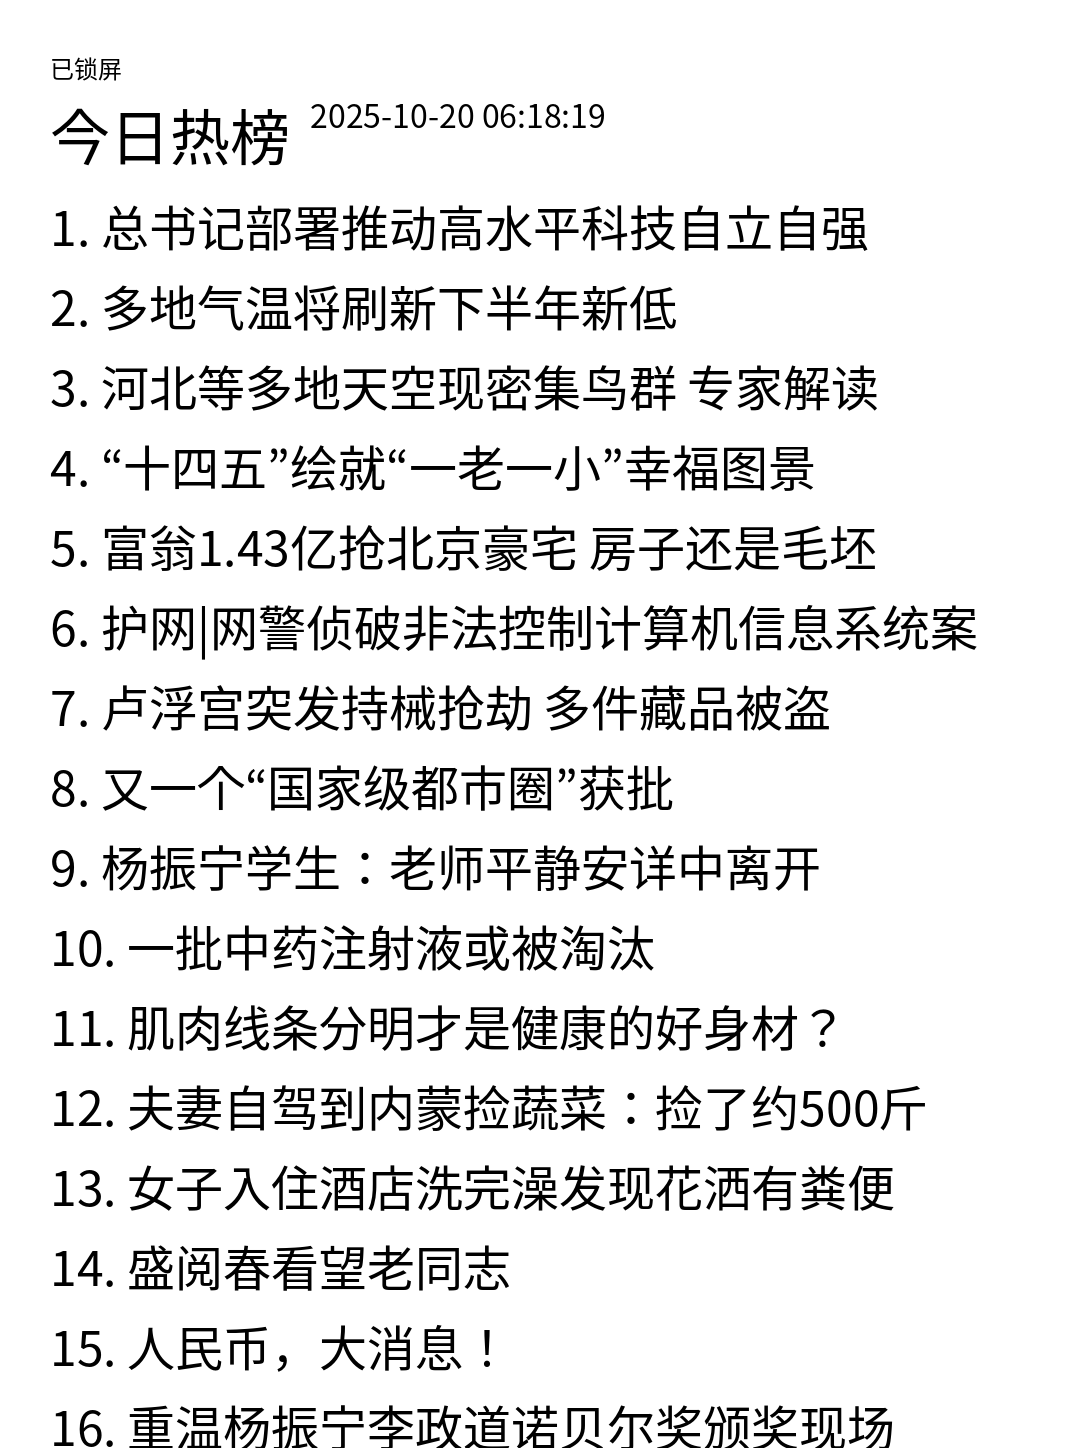 已锁屏
今日热榜 2025-10-20 06:18:19
1. 总书记部署推动高水平科技自立自强
2. 多地气温将刷新下半年新低
3. 河北等多地天空现密集鸟群 专家解读
4. “十四五”绘就“一老一小”幸福图景
5. 富翁1.43亿抢北京豪宅 房子还是毛坯
6. 护网|网警侦破非法控制计算机信息系统案
7. 卢浮宫突发持械抢劫 多件藏品被盗
8. 又一个“国家级都市圈”获批
9. 杨振宁学生：老师平静安详中离开
10. 一批中药注射液或被淘汰
11. 肌肉线条分明才是健康的好身材？
12. 夫妻自驾到内蒙捡蔬菜：捡了约500斤
13. 女子入住酒店洗完澡发现花洒有粪便
14. 盛阅春看望老同志
15. 人民币，大消息！
16. 重温杨振宁李政道诺贝尔奖颁奖现场